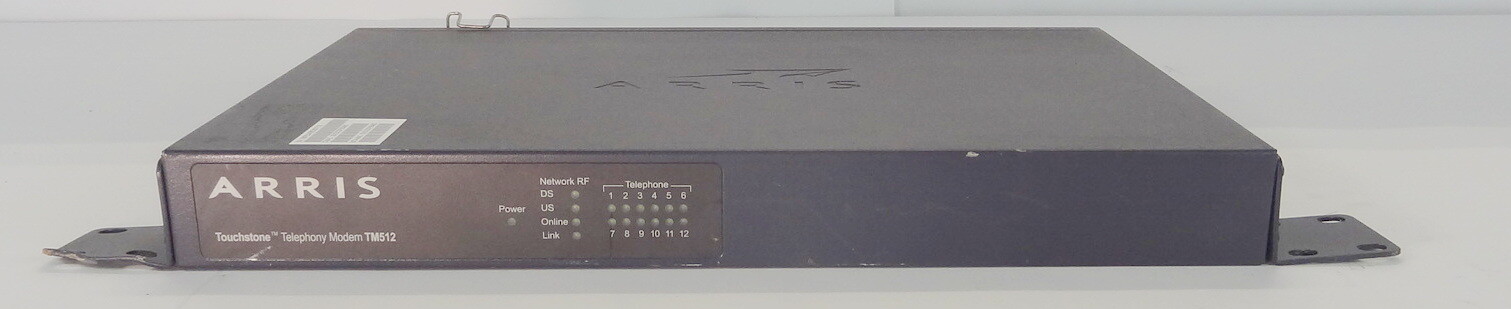 ARRIS
ARRIS
Touchstone™ Telephony Modem TM512
Power
Network RF
DS
US
Online
Link
Telephone
1 2 3 4 5 6
7 8 9 10 11 12